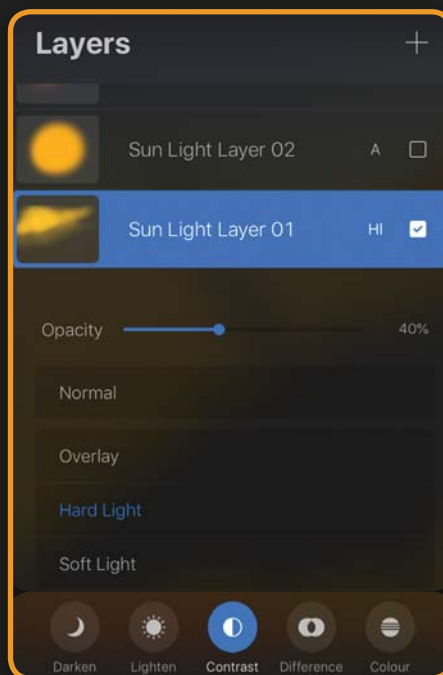 Layers
Sun Light Layer 02 A
Sun Light Layer 01 Hl
Opacity 40%
Normal
Overlay
Hard Light
Soft Light
Darken Lighten Contrast Difference Colour